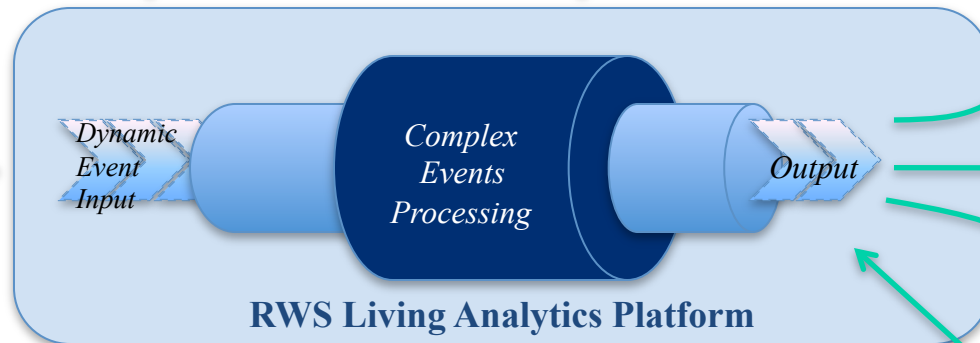 Dynamic
Event
Input
Complex
Events
Processing
Output
RWS Living Analytics Platform